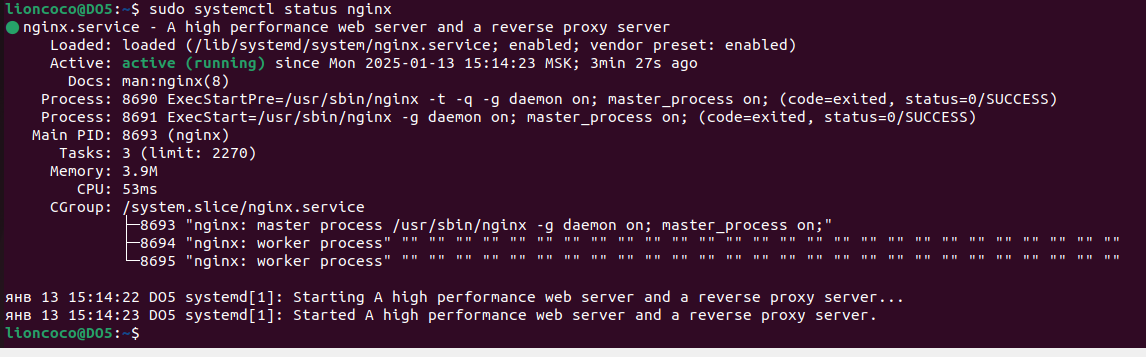 lioncoco@DO5:~$ sudo systemctl status nginx
● nginx.service - A high performance web server and a reverse proxy server
Loaded: loaded (/lib/systemd/system/nginx.service; enabled; vendor preset: enabled)
Active: active (running) since Mon 2025-01-13 15:14:23 MSK; 3min 27s ago
Docs: man:nginx(8)
Process: 8690 ExecStartPre=/usr/sbin/nginx -t -q -g daemon on; master_process on; (code=exited, status=0/SUCCESS)
Process: 8691 ExecStart=/usr/sbin/nginx -g daemon on; master_process on; (code=exited, status=0/SUCCESS)
Main PID: 8693 (nginx)
Tasks: 3 (limit: 2270)
Memory: 3.9M
CPU: 53ms
CGroup: /system.slice/nginx.service
├─8693 "nginx: master process /usr/sbin/nginx -g daemon on; master_process on;"
├─8694 "nginx: worker process" "" "" "" "" "" "" "" "" "" "" "" "" "" "" "" "" "" "" "" "" "" "" "" "" "" "" ""
└─8695 "nginx: worker process" "" "" "" "" "" "" "" "" "" "" "" "" "" "" "" "" "" "" "" "" "" "" "" "" "" "" ""
янв 13 15:14:22 DO5 systemd[1]: Starting A high performance web server and a reverse proxy server...
янв 13 15:14:23 DO5 systemd[1]: Started A high performance web server and a reverse proxy server.
lioncoco@DO5:~$